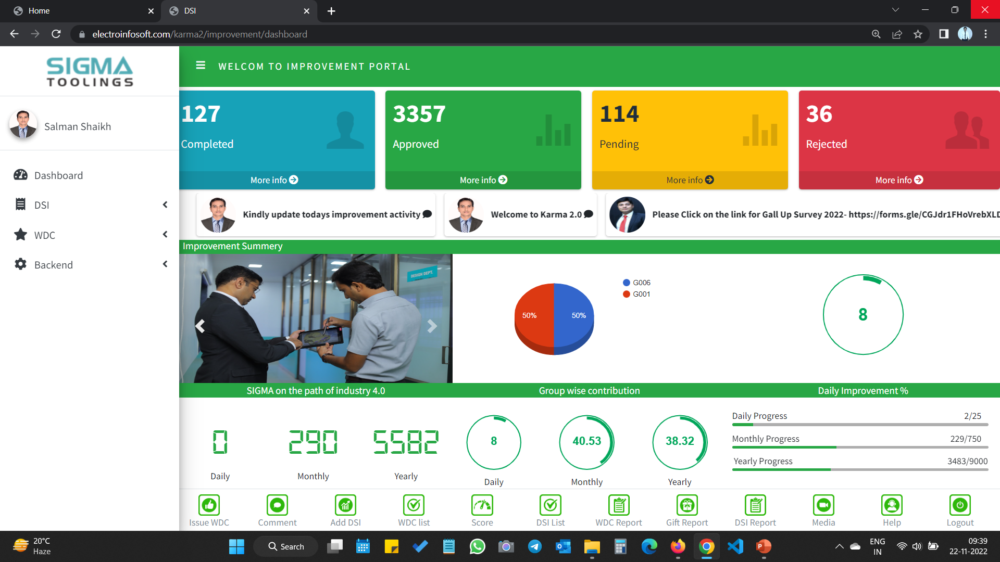 Home
DSI
electroinfosoft.com/karma2/improvement/dashboard
SIGMA
TOOLINGS
WELCOM TO IMPROVEMENT PORTAL
Salman Shaikh
Dashboard
DSI
WDC
Backend
127
Completed
More info
3357
Approved
More info
114
Pending
More info
36
Rejected
More info
Kindly update todays improvement activity
Welcome to Karma 2.0
Please Click on the link for Gall Up Survey 2022- https://forms.gle/CGJdr1FHoVrebXLD
Improvement Summery
DESIGN DEPT.
50%
50%
G006
G001
8
SIGMA on the path of industry 4.0
Group wise contribution
Daily Improvement %
0
Daily
290
Monthly
5582
Yearly
8
Daily
40.53
Monthly
38.32
Yearly
Daily Progress 2/25
Monthly Progress 229/750
Yearly Progress 3483/9000
Issue WDC
Comment
Add DSI
WDC list
Score
DSI List
WDC Report
Gift Report
DSI Report
Media
Help
Logout
20°C
Haze
Search
ENG
IN
09:39
22-11-2022